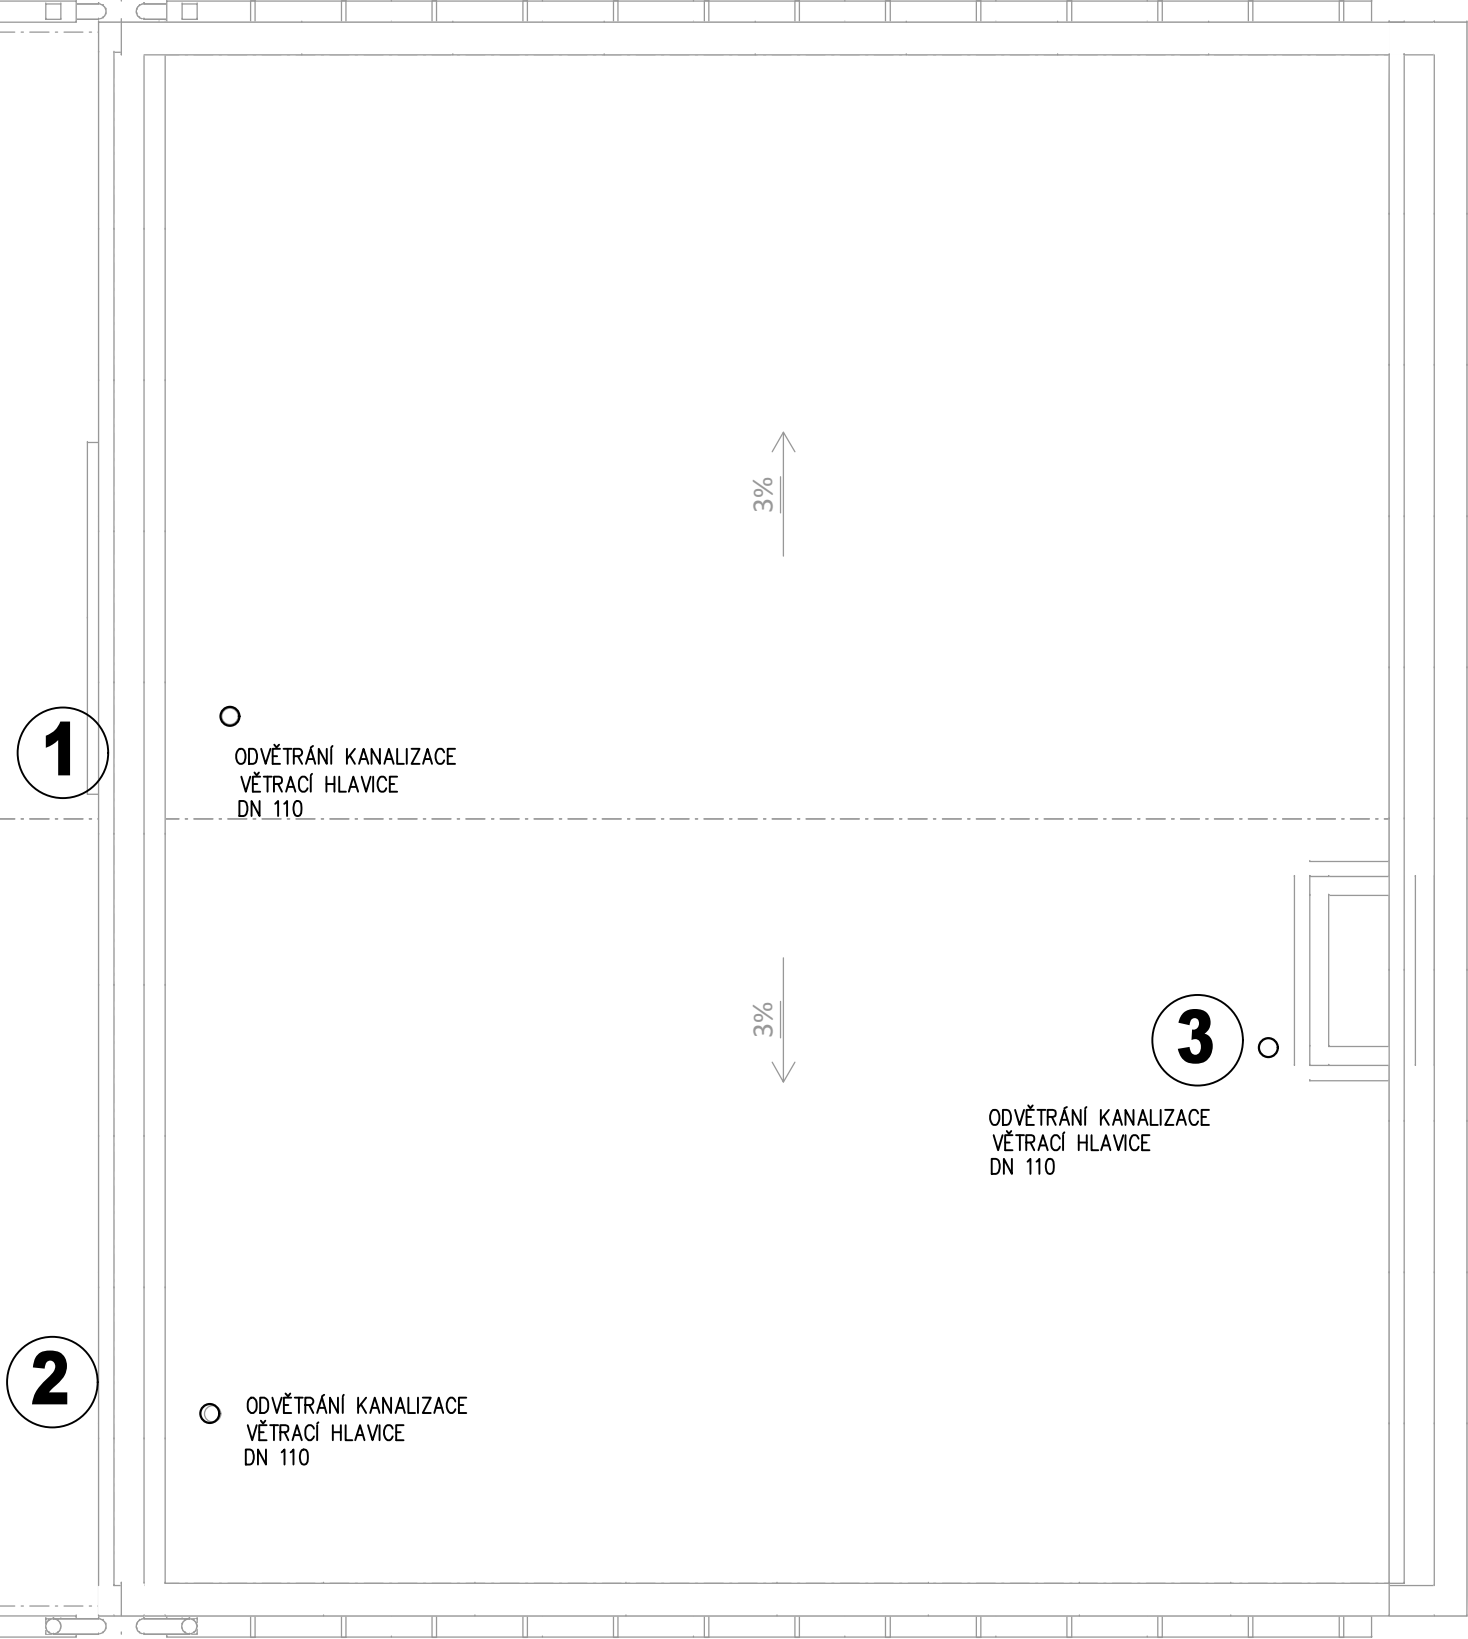 3%
1
ODVĚTRÁNÍ KANALIZACE
VĚTRACÍ HLAVICE
DN 110
3%
3
ODVĚTRÁNÍ KANALIZACE
VĚTRACÍ HLAVICE
DN 110
2
ODVĚTRÁNÍ KANALIZACE
VĚTRACÍ HLAVICE
DN 110